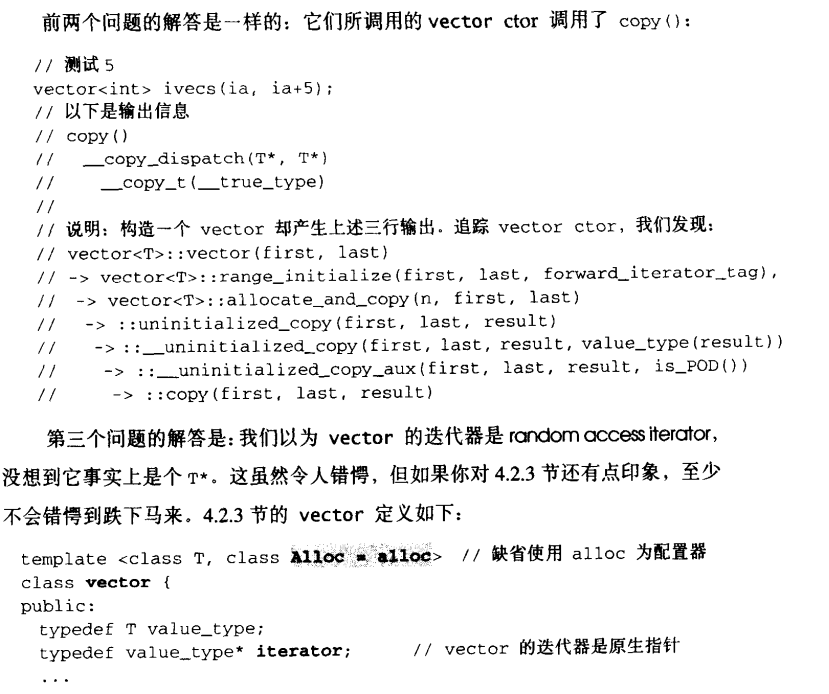 前两个问题的解答是一样的：它们所调用的 vector ctor 调用了 copy()：
// 测试 5
vector<int> ivecs(ia, ia+5);
// 以下是输出信息
// copy()
//   __copy_dispatch(T*, T*)
//     __copy_t(__true_type)
//
// 说明：构造一个 vector 却产生上述三行输出。追踪 vector ctor，我们发现：
// vector<T>::vector(first, last)
// -> vector<T>::range_initialize(first, last, forward_iterator_tag),
//  -> vector<T>::allocate_and_copy(n, first, last)
//   -> ::uninitialized_copy(first, last, result)
//    -> ::__uninitialized_copy(first, last, result, value_type(result))
//     -> ::__uninitialized_copy_aux(first, last, result, is_POD())
//      -> ::copy(first, last, result)
第三个问题的解答是：我们以为 vector 的迭代器是 random access iterator，
没想到它事实上是个 T*。这虽然令人错愕，但如果你对 4.2.3 节还有点印象，至少
不会错愕到跌下马来。4.2.3 节的 vector 定义如下：
template <class T, class Alloc = alloc>  // 缺省使用 alloc 为配置器
class vector {
public:
  typedef T value_type;
  typedef value_type* iterator;      // vector 的迭代器是原生指针
  ...